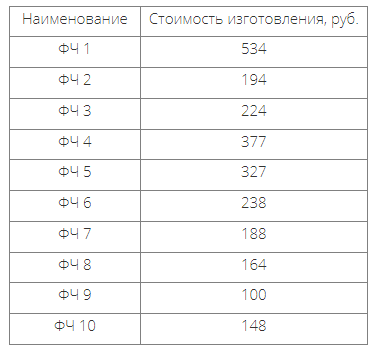 Наименование Стоимость изготовления, руб.
ФЧ 1 534
ФЧ 2 194
ФЧ 3 224
ФЧ 4 377
ФЧ 5 327
ФЧ 6 238
ФЧ 7 188
ФЧ 8 164
ФЧ 9 100
ФЧ 10 148